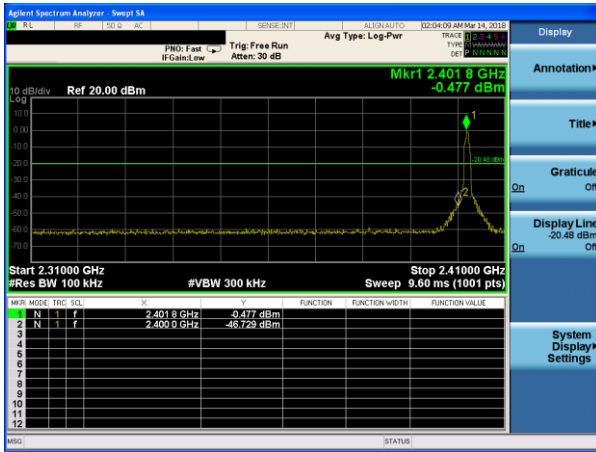 Agilent Spectrum Analyzer - Swept SA
RL RF 50 Ω AC SENSE:INT ALIGNAUTO 02:04:09 AM Mar 14, 2018
Display
Avg Type: Log-Pwr
TRACE 1 2 3 4 5 6
TYPE
DET P N N N N N
PNO: Fast
IFGain:Low
Trig: Free Run
Atten: 30 dB
Mkr1 2.401 8 GHz
-0.477 dBm
10 dB/div
Log
Ref 20.00 dBm
10.0
0.00
-10.0
-20.0
-30.0
-40.0
-50.0
-60.0
-70.0
1
-20.48 dBm
2
Start 2.31000 GHz
Stop 2.41000 GHz
#Res BW 100 kHz
#VBW 300 kHz
Sweep 9.60 ms (1001 pts)
MKR MODE TRC SCL X Y FUNCTION FUNCTION WIDTH FUNCTION VALUE
1 N 1 f 2.401 8 GHz -0.477 dBm
2 N 1 f 2.400 0 GHz -46.729 dBm
3
4
5
6
7
8
9
10
11
12
MSG
STATUS
Annotation
Title
Graticule
On Off
Display Line
-20.48 dBm
On Off
System
Display
Settings